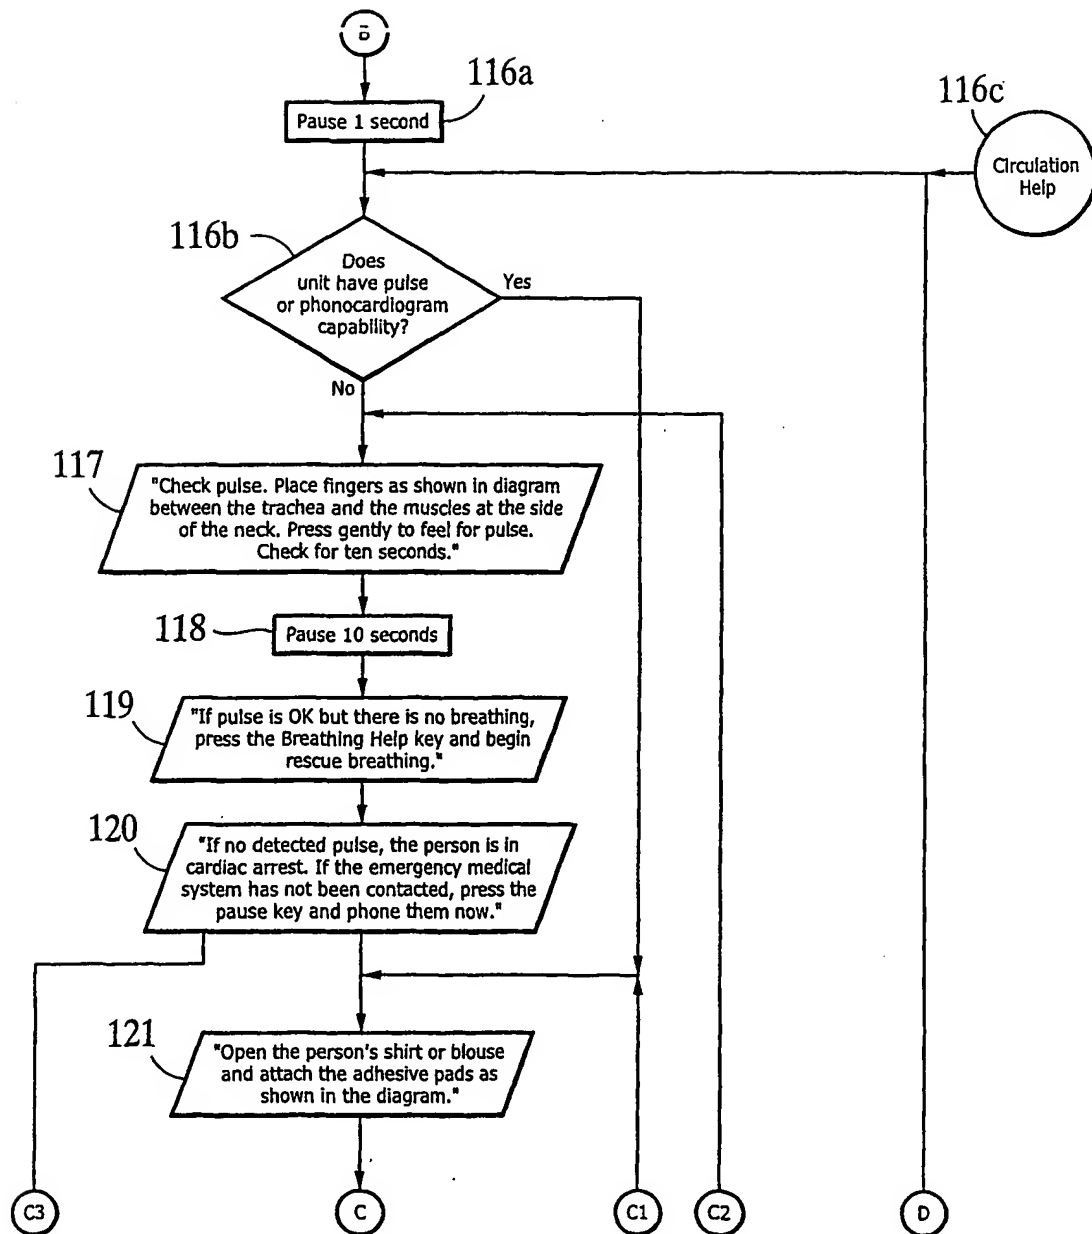 B
116a
Pause 1 second
116c
Circulation
Help
116b
Does
unit have pulse
or phonocardiogram
capability?
Yes
No
117
"Check pulse. Place fingers as shown in diagram
between the trachea and the muscles at the side
of the neck. Press gently to feel for pulse.
Check for ten seconds."
118
Pause 10 seconds
119
"If pulse is OK but there is no breathing,
press the Breathing Help key and begin
rescue breathing."
120
"If no detected pulse, the person is in
cardiac arrest. If the emergency medical
system has not been contacted, press the
pause key and phone them now."
121
"Open the person's shirt or blouse
and attach the adhesive pads as
shown in the diagram."
C3
C
C1
C2
D